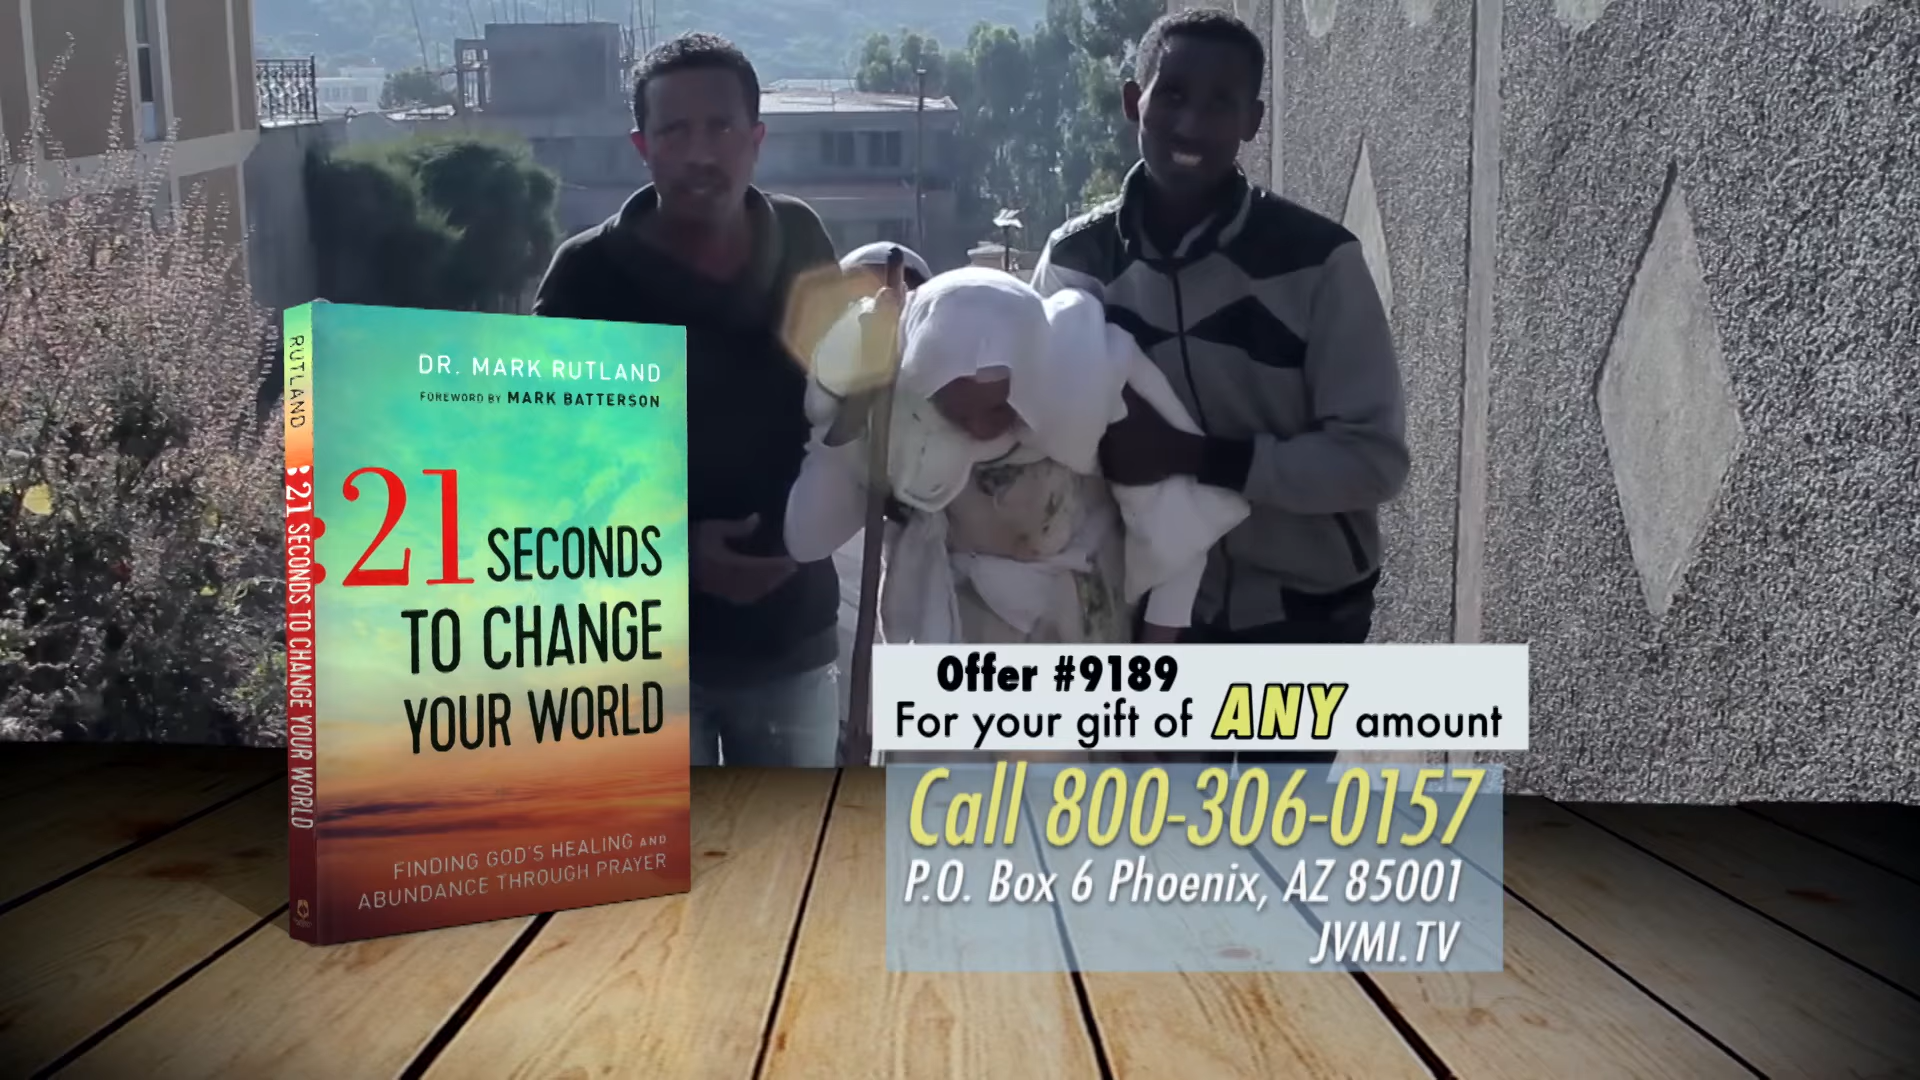 RUTLAND
:21 SECONDS TO CHANGE YOUR WORLD
DR. MARK RUTLAND
FOREWORD BY MARK BATTERSON
:21 SECONDS
TO CHANGE
YOUR WORLD
FINDING GOD'S HEALING AND
ABUNDANCE THROUGH PRAYER
Offer #9189
For your gift of ANY amount
Call 800-306-0157
P.O. Box 6 Phoenix, AZ 85001
JVMI.TV